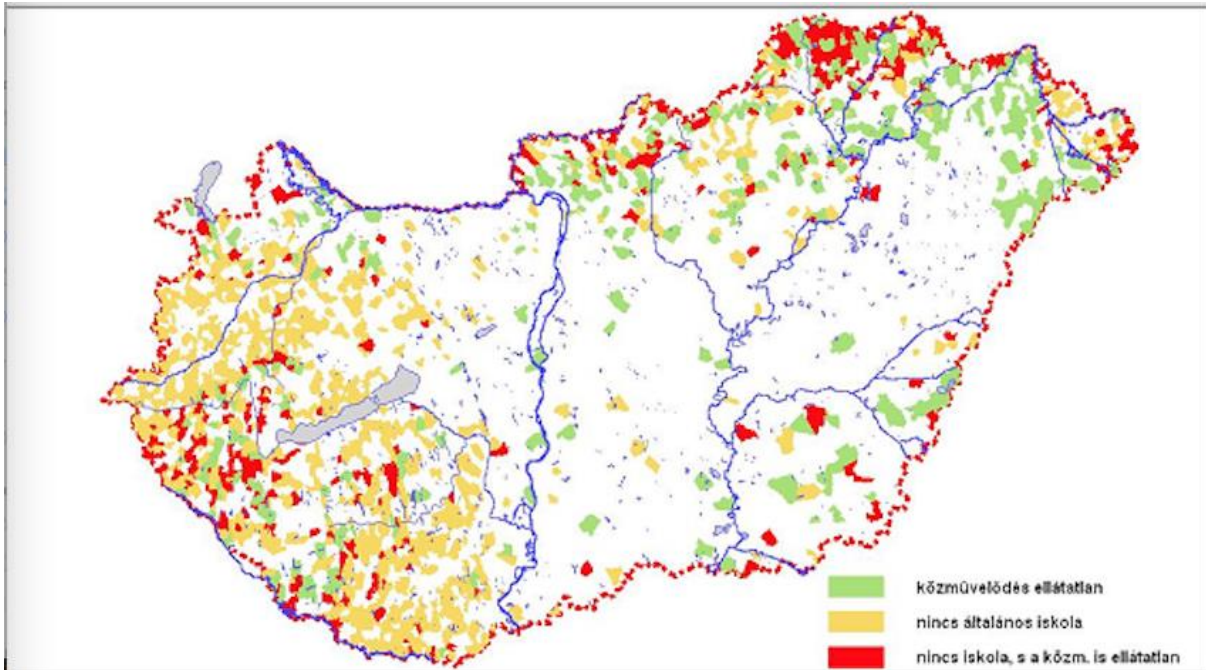 közművelődés ellátatlan
nincs általános iskola
nincs iskola, s a közm. is ellátatlan